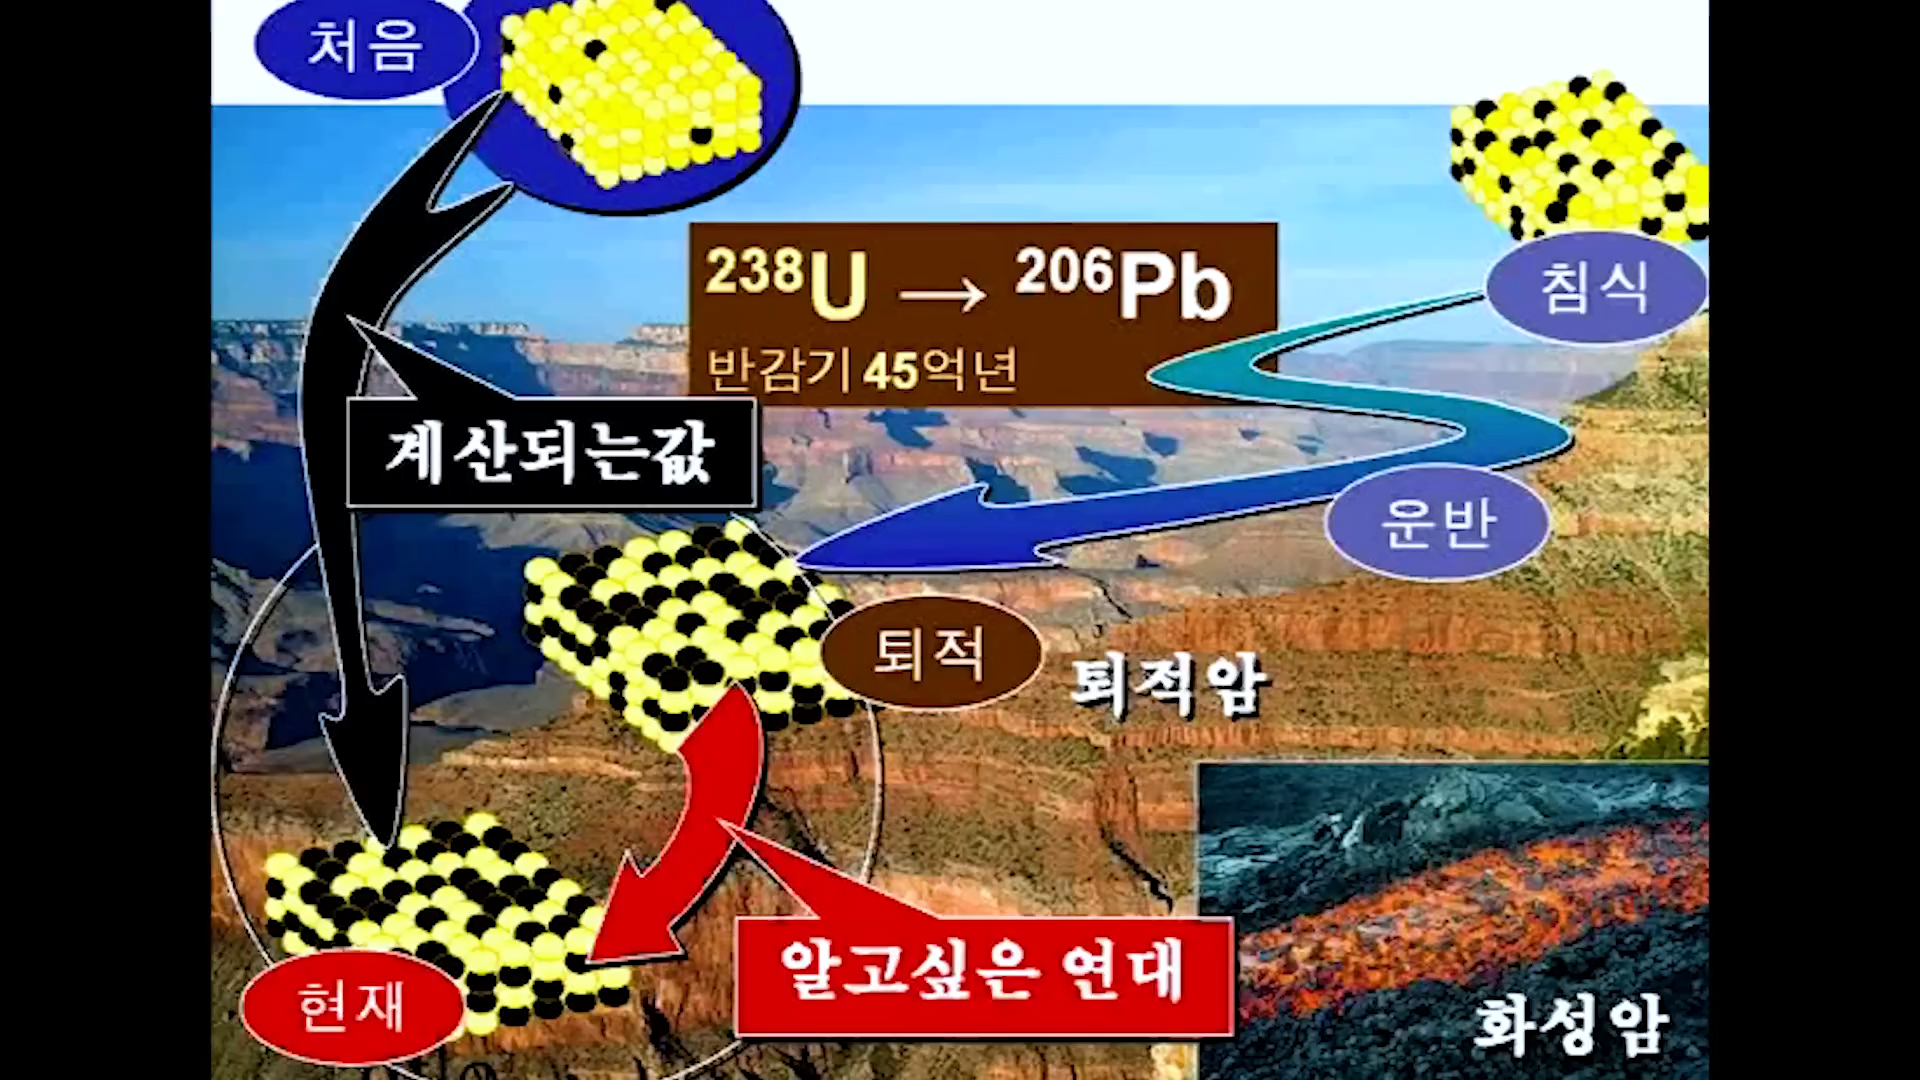 처음
침식
²³⁸U → ²⁰⁶Pb
반감기 45억년
계산되는값
운반
퇴적
퇴적암
알고싶은 연대
현재
화성암